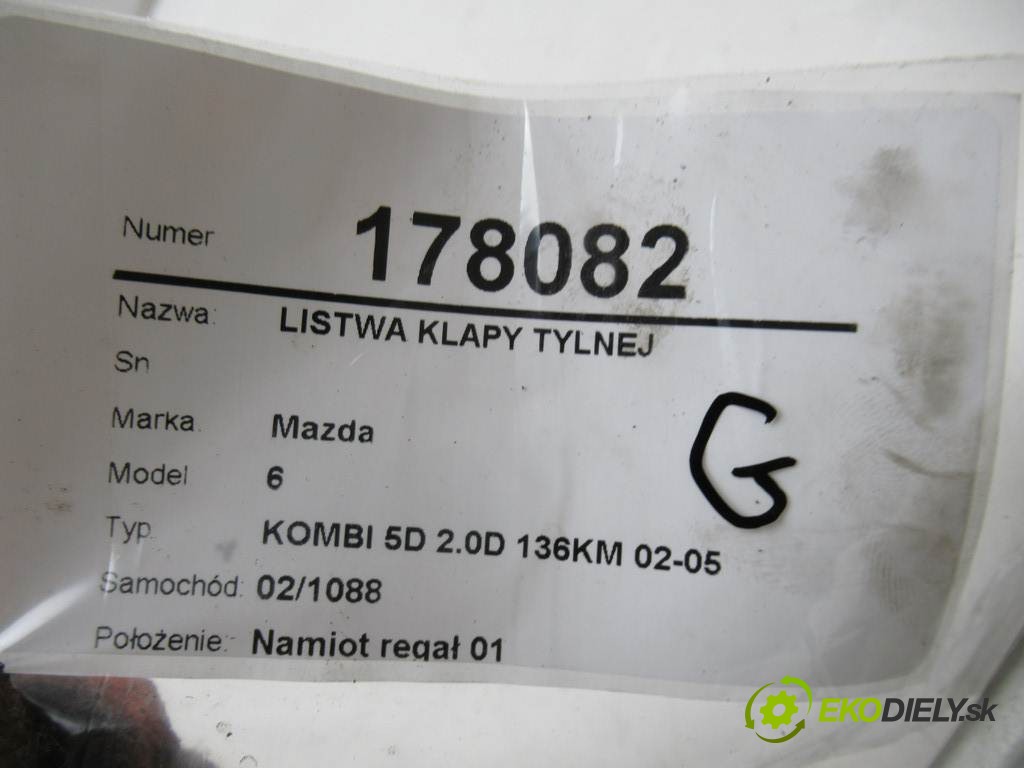 Numer 178082
Nazwa: LISTWA KLAPY TYLNEJ
Sn
Marka: Mazda
Model 6
Typ. KOMBI 5D 2.0D 136KM 02-05
Samochód: 02/1088
Położenie: Namiot regał 01
G
EKODIELY.sk